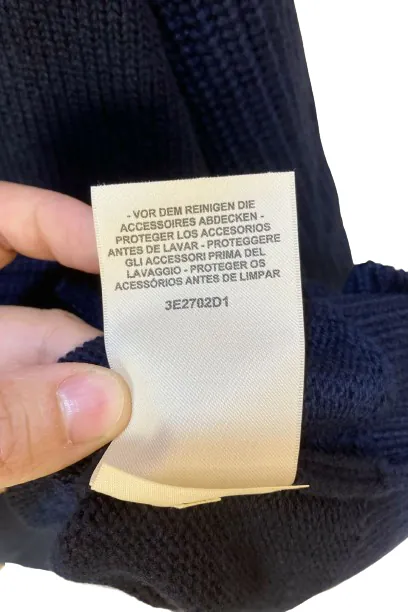 - VOR DEM REINIGEN DIE
ACCESSOIRES ABDECKEN -
PROTEGER LOS ACCESORIOS
ANTES DE LAVAR - PROTEGGERE
GLI ACCESSORI PRIMA DEL
LAVAGGIO - PROTEGER OS
ACESSÓRIOS ANTES DE LIMPAR
3E2702D1